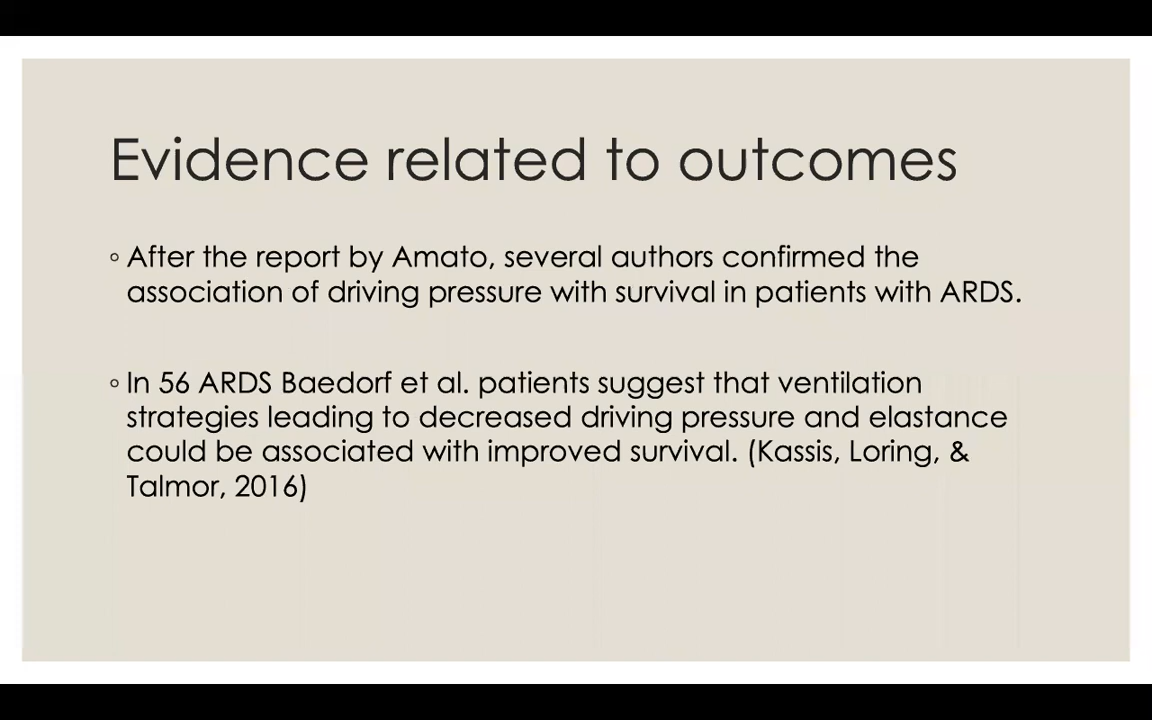 Evidence related to outcomes
◦ After the report by Amato, several authors confirmed the
association of driving pressure with survival in patients with ARDS.
◦ In 56 ARDS Baedorf et al. patients suggest that ventilation
strategies leading to decreased driving pressure and elastance
could be associated with improved survival. (Kassis, Loring, &
Talmor, 2016)